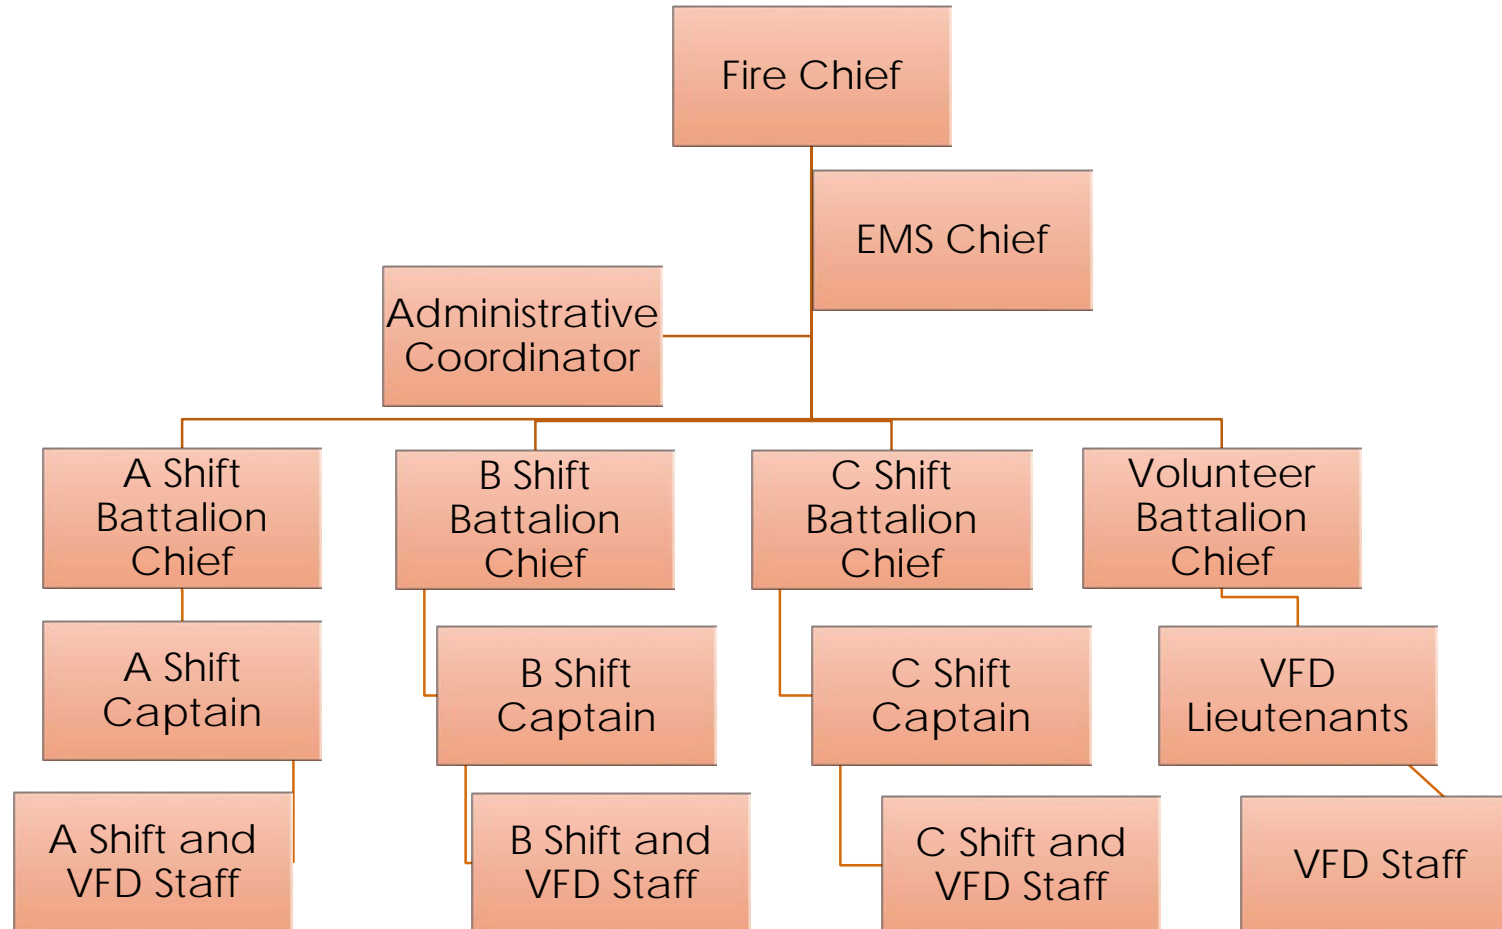 Fire Chief
EMS Chief
Administrative
Coordinator
A Shift
Battalion
Chief
B Shift
Battalion
Chief
C Shift
Battalion
Chief
Volunteer
Battalion
Chief
A Shift
Captain
B Shift
Captain
C Shift
Captain
VFD
Lieutenants
A Shift and
VFD Staff
B Shift and
VFD Staff
C Shift and
VFD Staff
VFD Staff